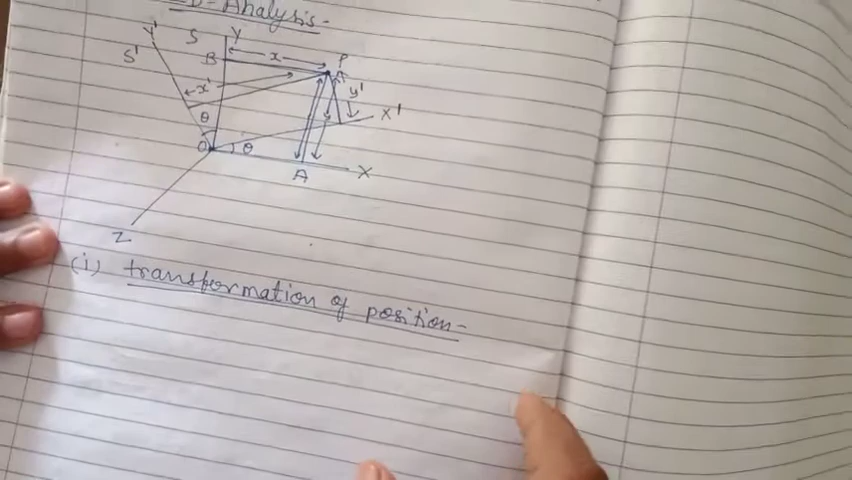 -Analysis-
Y'
S
Y
S'
B
x
P
A
x'
y'
θ
X'
O
θ
A
X
Z
(i) transformation of position-